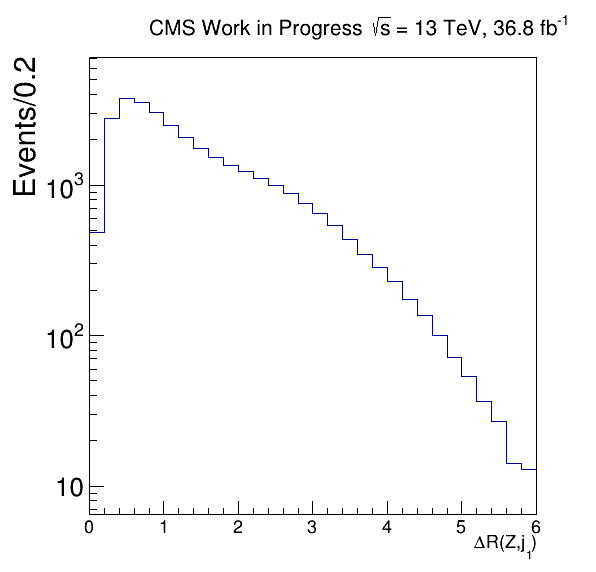 CMS Work in Progress √s = 13 TeV, 36.8 fb⁻¹
Events/0.2
10³
10²
10
0 1 2 3 4 5 6
ΔR(Z,j₁)